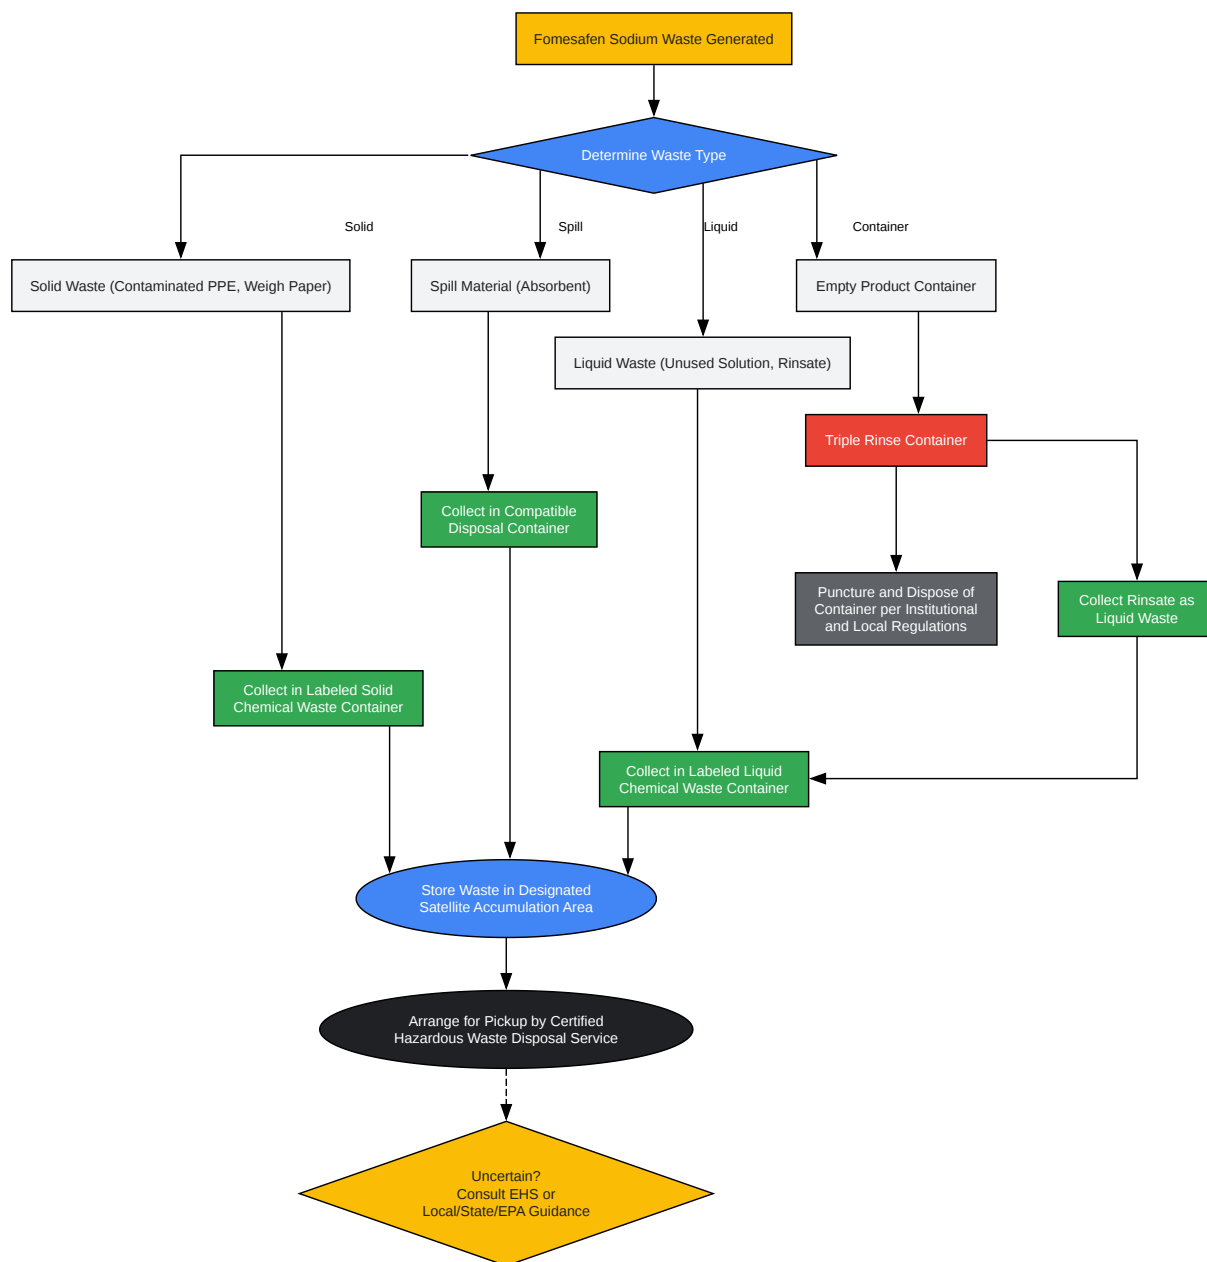 Fomesafen Sodium Waste Generated
Determine Waste Type
Solid
Spill
Liquid
Container
Solid Waste (Contaminated PPE, Weigh Paper)
Spill Material (Absorbent)
Empty Product Container
Liquid Waste (Unused Solution, Rinsate)
Triple Rinse Container
Collect in Compatible
Disposal Container
Puncture and Dispose of
Container per Institutional
and Local Regulations
Collect Rinsate as
Liquid Waste
Collect in Labeled Solid
Chemical Waste Container
Collect in Labeled Liquid
Chemical Waste Container
Store Waste in Designated
Satellite Accumulation Area
Arrange for Pickup by Certified
Hazardous Waste Disposal Service
Uncertain?
Consult EHS or
Local/State/EPA Guidance